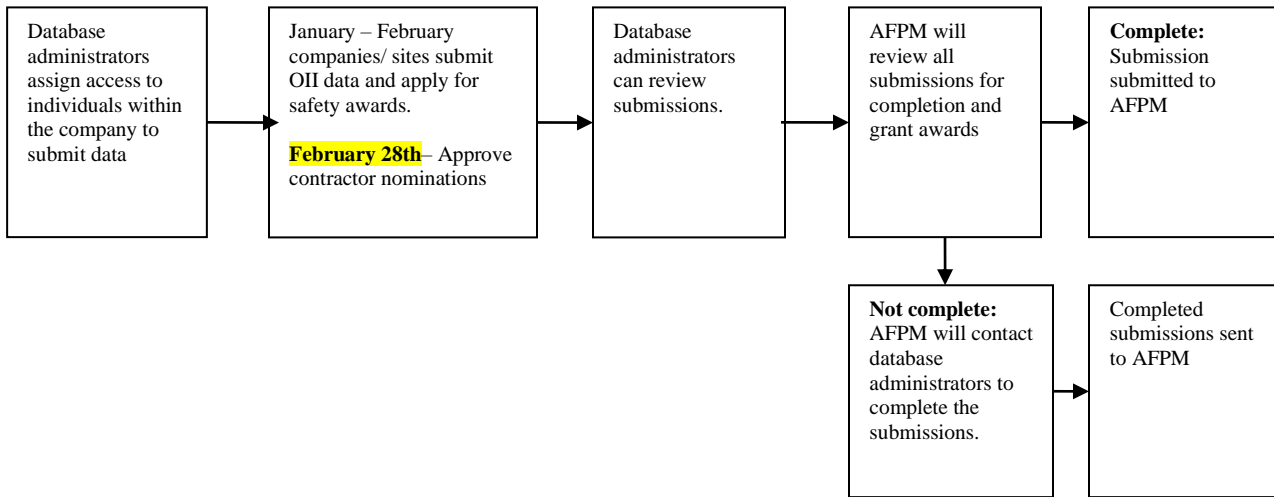 Database
administrators
assign access to
individuals within
the company to
submit data
January – February
companies/ sites submit
OII data and apply for
safety awards.
February 28th– Approve
contractor nominations
Database
administrators
can review
submissions.
AFPM will
review all
submissions for
completion and
grant awards
Complete:
Submission
submitted to
AFPM
Not complete:
AFPM will contact
database
administrators to
complete the
submissions.
Completed
submissions sent
to AFPM